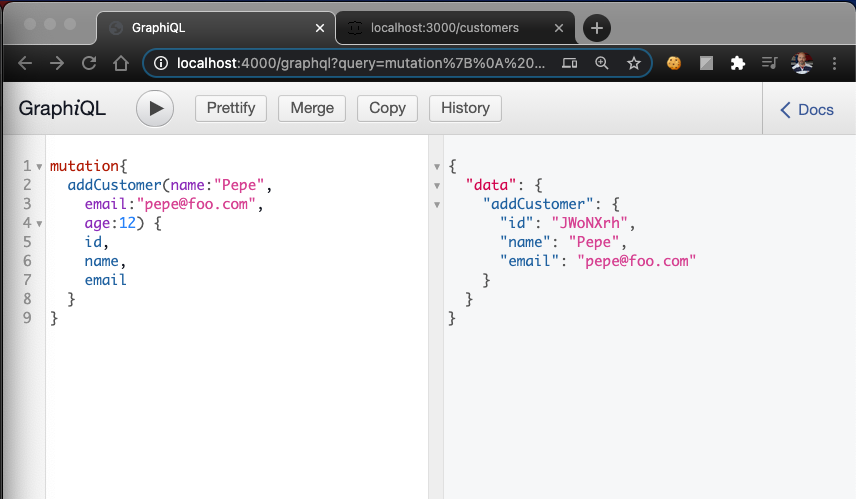 GraphiQL
localhost:3000/customers
localhost:4000/graphql?query=mutation%7B%0A%20...
GraphiQL
Prettify
Merge
Copy
History
Docs
1 mutation{
2 addCustomer(name:"Pepe",
3 email:"pepe@foo.com",
4 age:12) {
5 id,
6 name,
7 email
8 }
9 }
{
"data": {
"addCustomer": {
"id": "JWoNXrh",
"name": "Pepe",
"email": "pepe@foo.com"
}
}
}